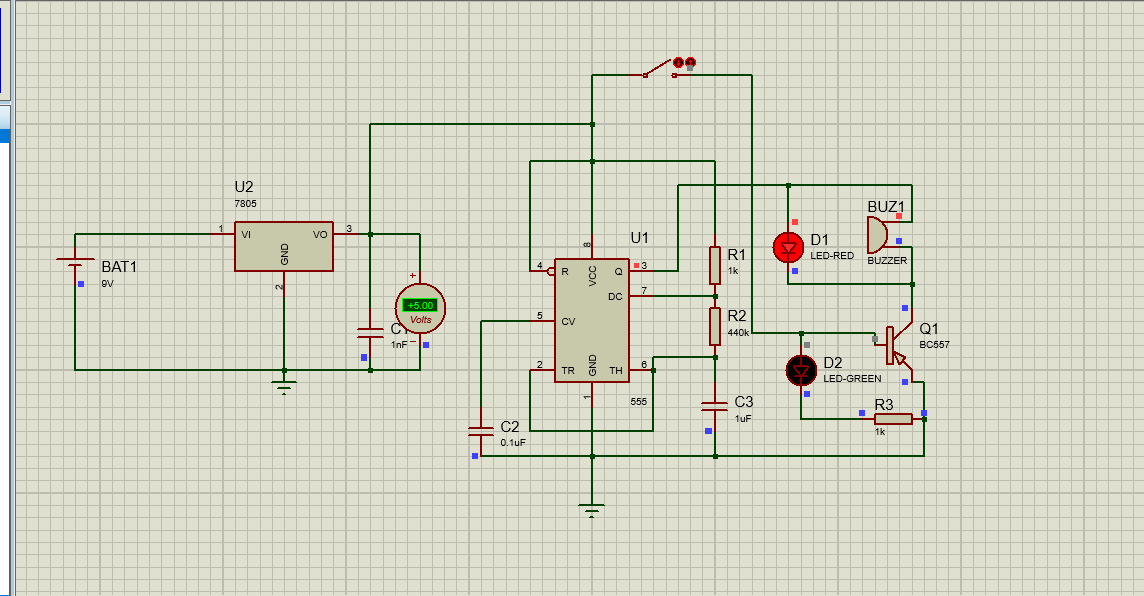 U2
7805
1
VI
VO
3
GND
2
BAT1
9V
+
+5.00
Volts
C1
1nF
U1
8
4
R
VCC
Q
3
DC
7
5
CV
2
TR
GND
TH
6
1
555
R1
1k
R2
440k
C2
0.1uF
C3
1uF
D1
LED-RED
BUZ1
BUZZER
Q1
BC557
D2
LED-GREEN
R3
1k